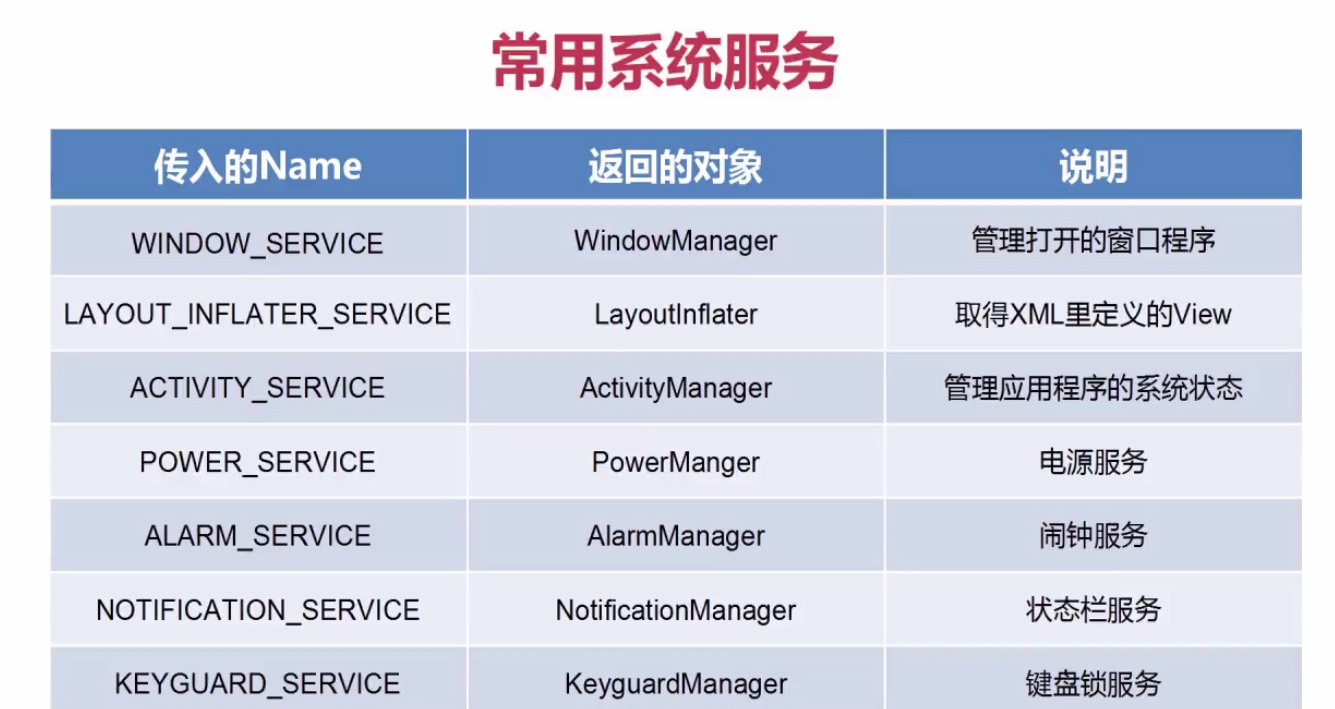 常用系统服务
传入的Name 返回的对象 说明
WINDOW_SERVICE WindowManager 管理打开的窗口程序
LAYOUT_INFLATER_SERVICE LayoutInflater 取得XML里定义的View
ACTIVITY_SERVICE ActivityManager 管理应用程序的系统状态
POWER_SERVICE PowerManger 电源服务
ALARM_SERVICE AlarmManager 闹钟服务
NOTIFICATION_SERVICE NotificationManager 状态栏服务
KEYGUARD_SERVICE KeyguardManager 键盘锁服务